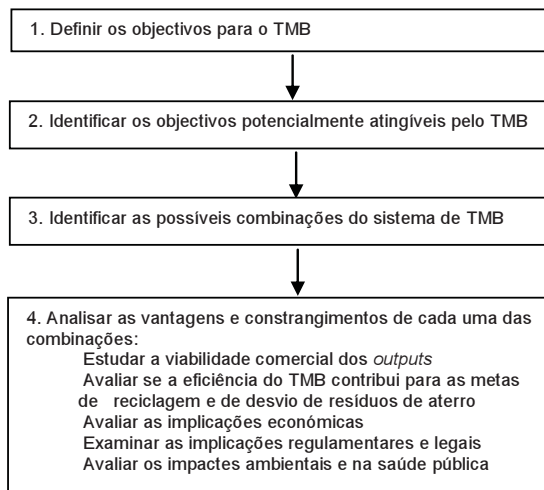 1. Definir os objectivos para o TMB
2. Identificar os objectivos potencialmente atingíveis pelo TMB
3. Identificar as possíveis combinações do sistema de TMB
4. Analisar as vantagens e constrangimentos de cada uma das
combinações:
Estudar a viabilidade comercial dos outputs
Avaliar se a eficiência do TMB contribui para as metas
de reciclagem e de desvio de resíduos de aterro
Avaliar as implicações económicas
Examinar as implicações regulamentares e legais
Avaliar os impactes ambientais e na saúde pública